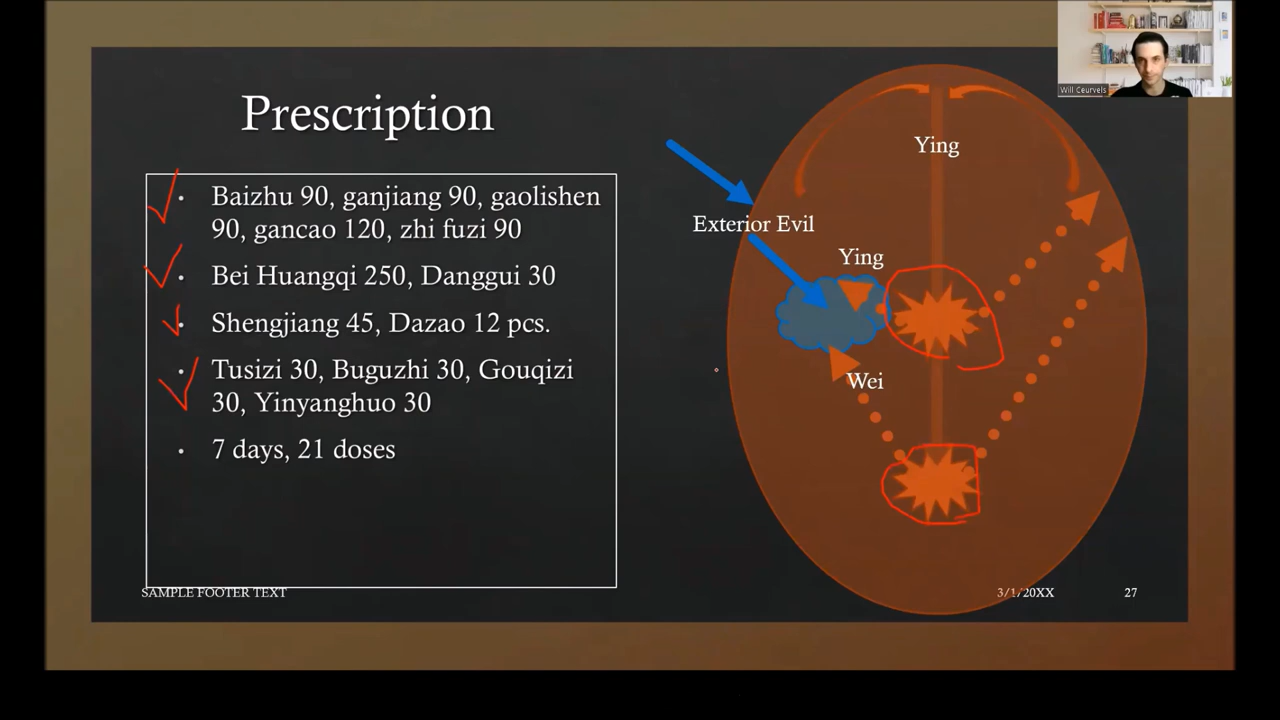 Will Ceurvels
Prescription
Baizhu 90, ganjiang 90, gaolishen
90, gancao 120, zhi fuzi 90
Bei Huangqi 250, Danggui 30
Shengjiang 45, Dazao 12 pcs.
Tusizi 30, Buguzhi 30, Gouqizi
30, Yinyanghuo 30
7 days, 21 doses
Ying
Exterior Evil
Ying
Wei
SAMPLE FOOTER TEXT
3/1/20XX
27